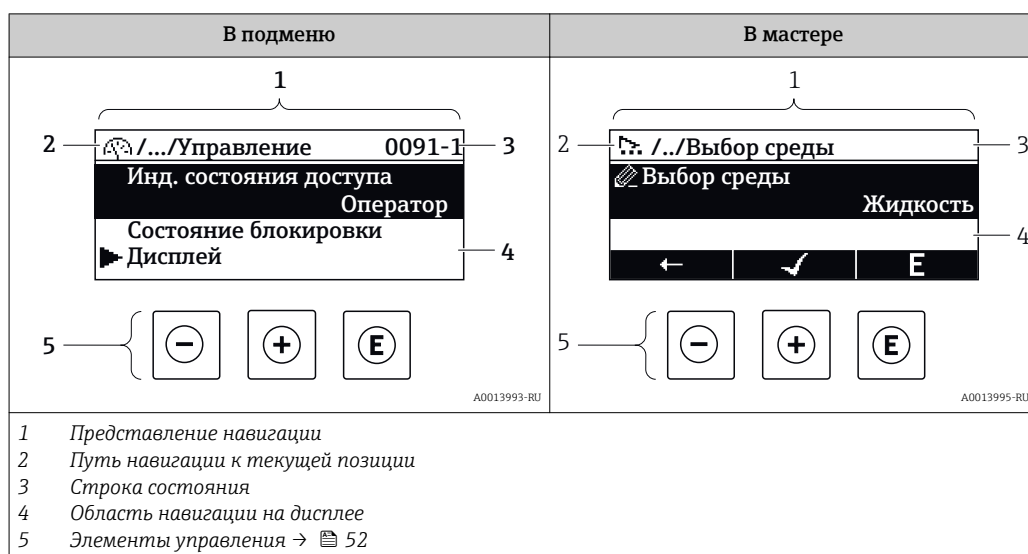 В подменю
1
2
/.../Управление 0091-1
3
Инд. состояния доступа
Оператор
Состояние блокировки
Дисплей
4
5
E
A0013993-RU
В мастере
1
2
/../Выбор среды
3
Выбор среды
Жидкость
4
E
5
E
A0013995-RU
1 Представление навигации
2 Путь навигации к текущей позиции
3 Строка состояния
4 Область навигации на дисплее
5 Элементы управления → 52